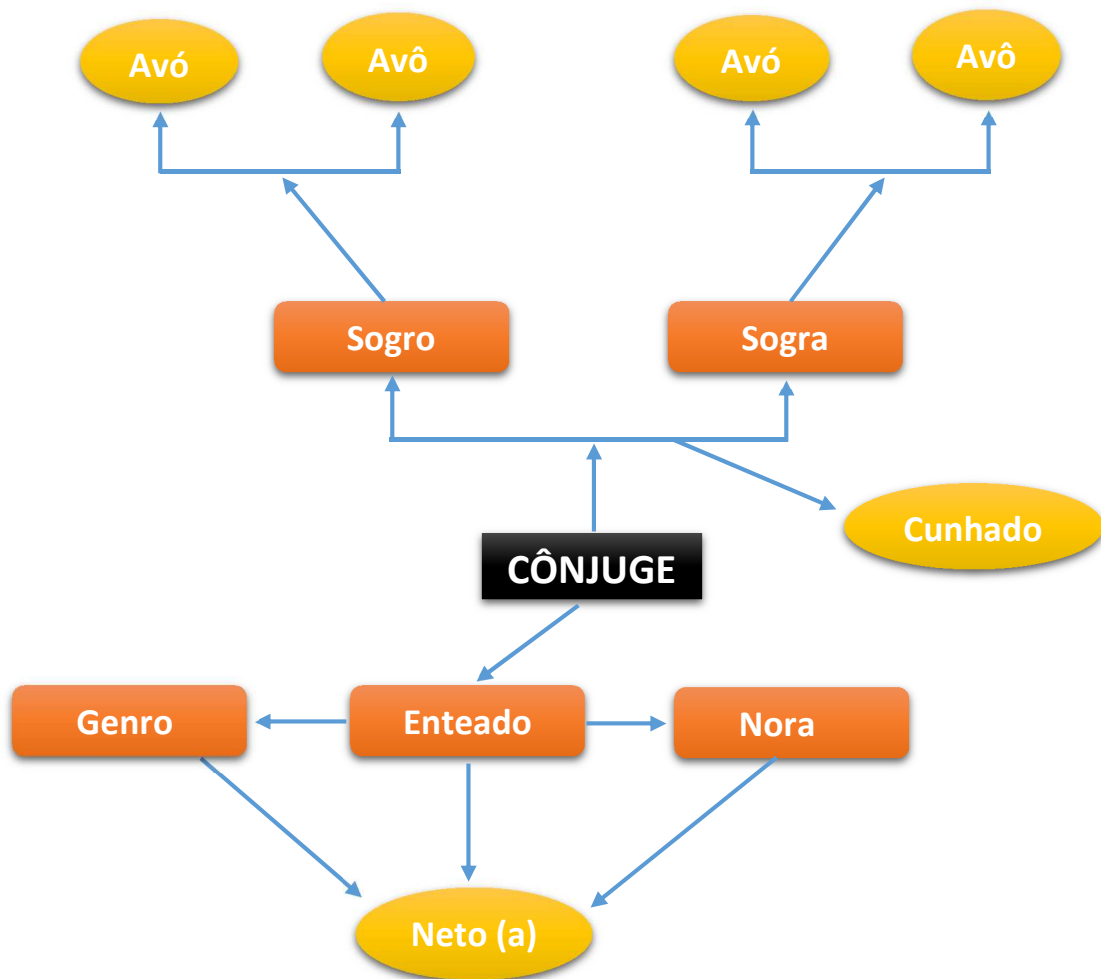 Avó
Avô
Avó
Avô
Sogro
Sogra
Cunhado
CÔNJUGE
Genro
Enteado
Nora
Neto (a)